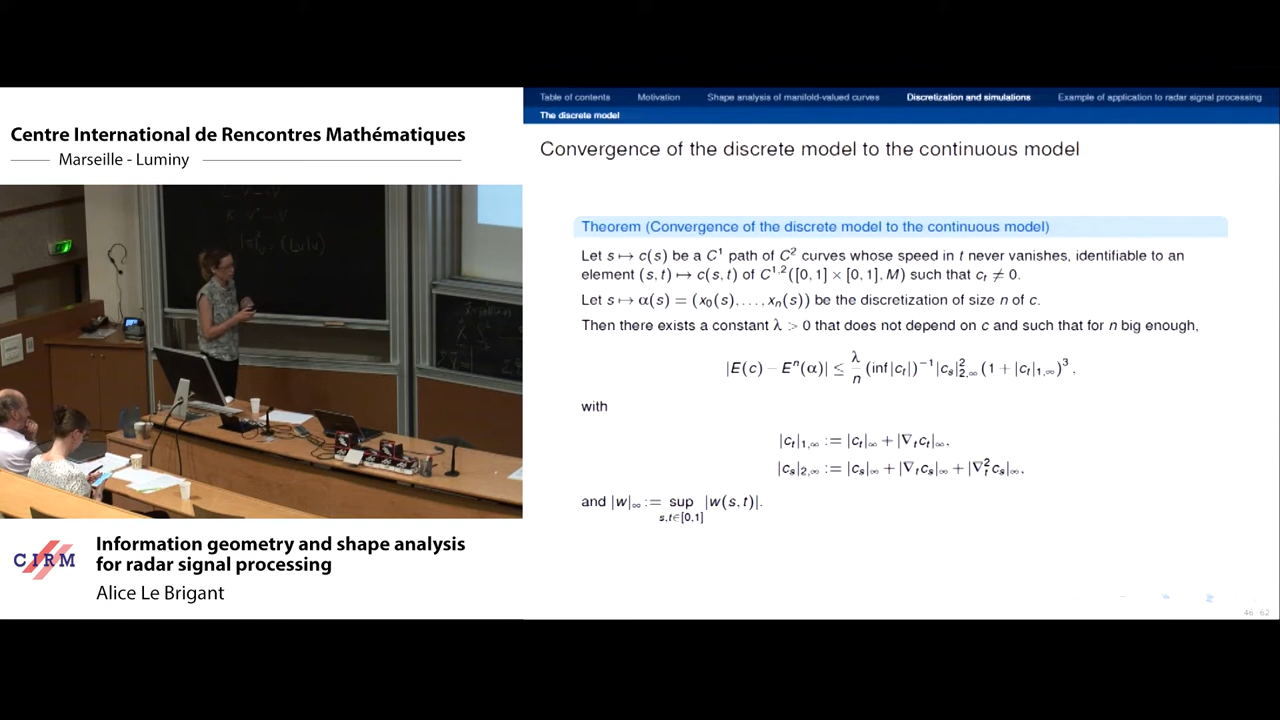 Centre International de Rencontres Mathématiques
Marseille - Luminy
Table of contents Motivation Shape analysis of manifold-valued curves Discretization and simulations Example of application to radar signal processing
The discrete model
Convergence of the discrete model to the continuous model
Theorem (Convergence of the discrete model to the continuous model)
Let s ↦ c(s) be a C¹ path of C² curves whose speed in t never vanishes, identifiable to an
element (s, t) ↦ c(s, t) of C^{1,2}([0, 1] × [0, 1], M) such that c_t ≠ 0.
Let s ↦ α(s) = (x₀(s), . . . , x_n(s)) be the discretization of size n of c.
Then there exists a constant λ > 0 that does not depend on c and such that for n big enough,
|E(c) − Eⁿ(α)| ≤ λ/n (inf |c_t|)⁻¹ |c_s|²_{2,∞} (1 + |c_t|_{1,∞})³ ,
with
|c_t|_{1,∞} := |c_t|_∞ + |∇_t c_t|_∞,
|c_s|_{2,∞} := |c_s|_∞ + |∇_t c_s|_∞ + |∇_t² c_s|_∞,
and |w|_∞ := sup_{s,t∈[0,1]} |w(s, t)|.
CIRM
Information geometry and shape analysis
for radar signal processing
Alice Le Brigant
46 / 62